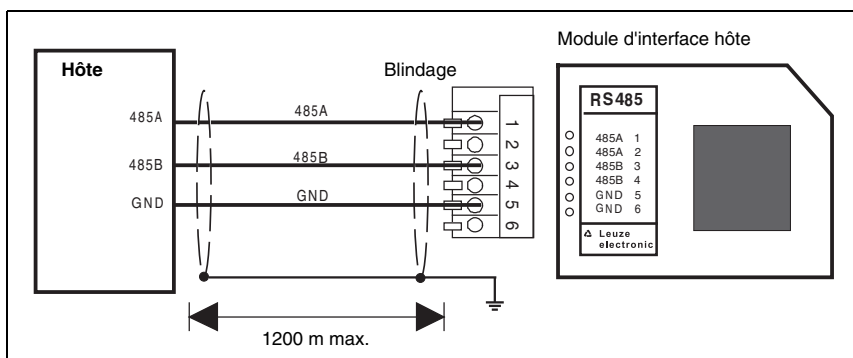 Module d'interface hôte
Hôte
Blindage
485A
485A
485B
485B
GND
GND
1
2
3
4
5
6
RS485
485A 1
485A 2
485B 3
485B 4
GND 5
GND 6
Leuze
electronic
1200 m max.